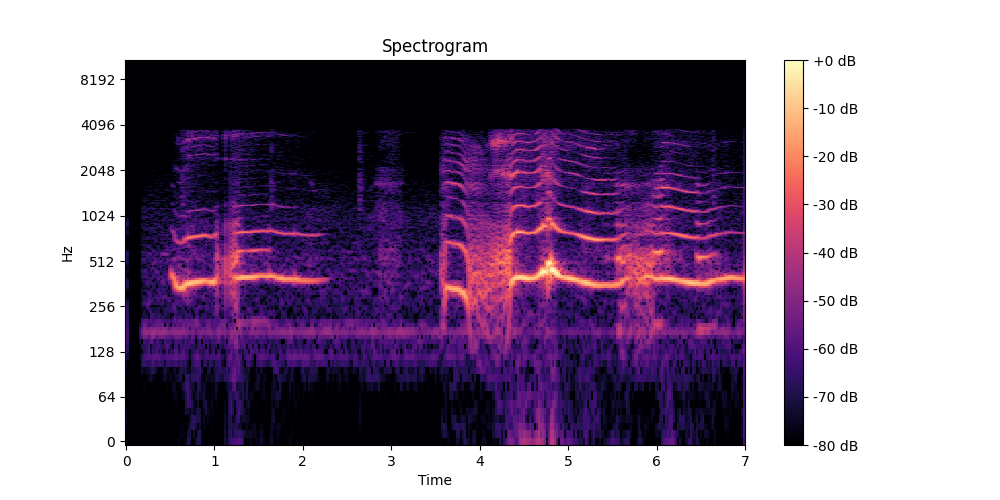 Spectrogram
8192
4096
2048
1024
512
256
128
64
0
Hz
0 1 2 3 4 5 6 7
Time
+0 dB
-10 dB
-20 dB
-30 dB
-40 dB
-50 dB
-60 dB
-70 dB
-80 dB